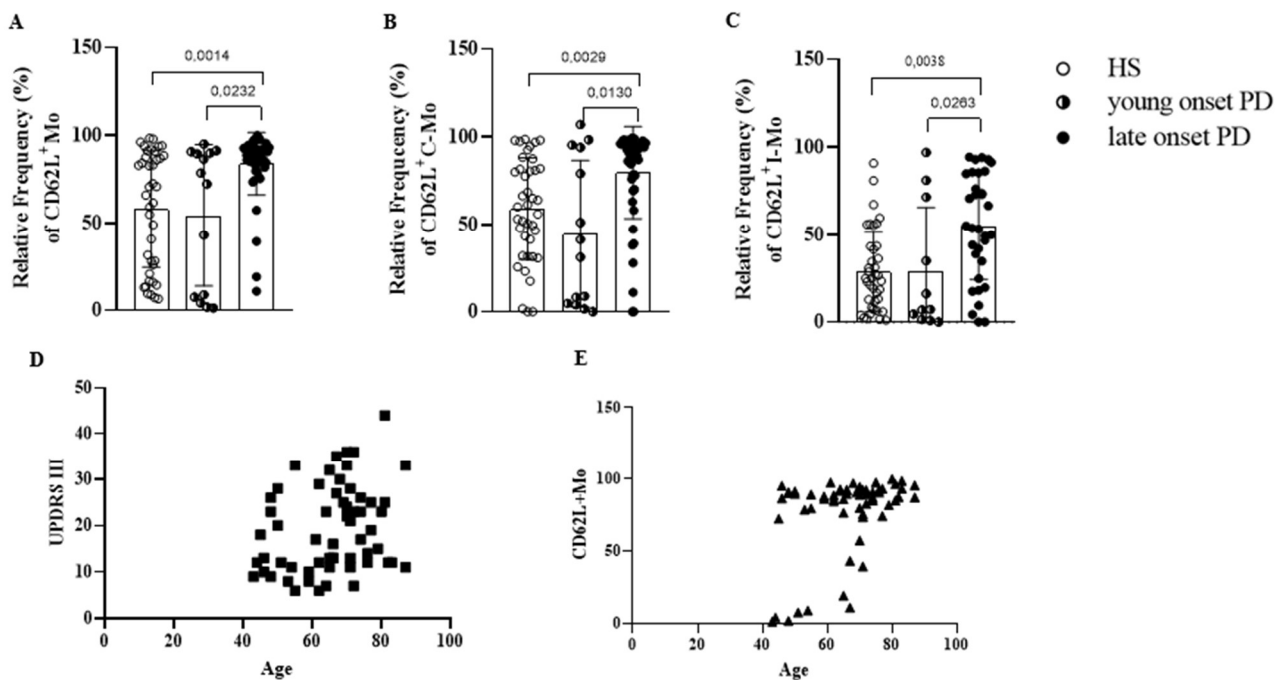 A
Relative Frequency (%)
of CD62L+Mo
150
100
50
0
0,0014
0,0232
B
Relative Frequency (%)
of CD62L+ C-Mo
150
100
50
0
0,0029
0,0130
C
Relative Frequency (%)
of CD62L+I-Mo
150
100
50
0
0,0038
0,0263
HS
young onset PD
late onset PD
D
UPDRS III
50
40
30
20
10
0
0 20 40 60 80 100
Age
E
CD62L+Mo
150
100
50
0
0 20 40 60 80 100
Age